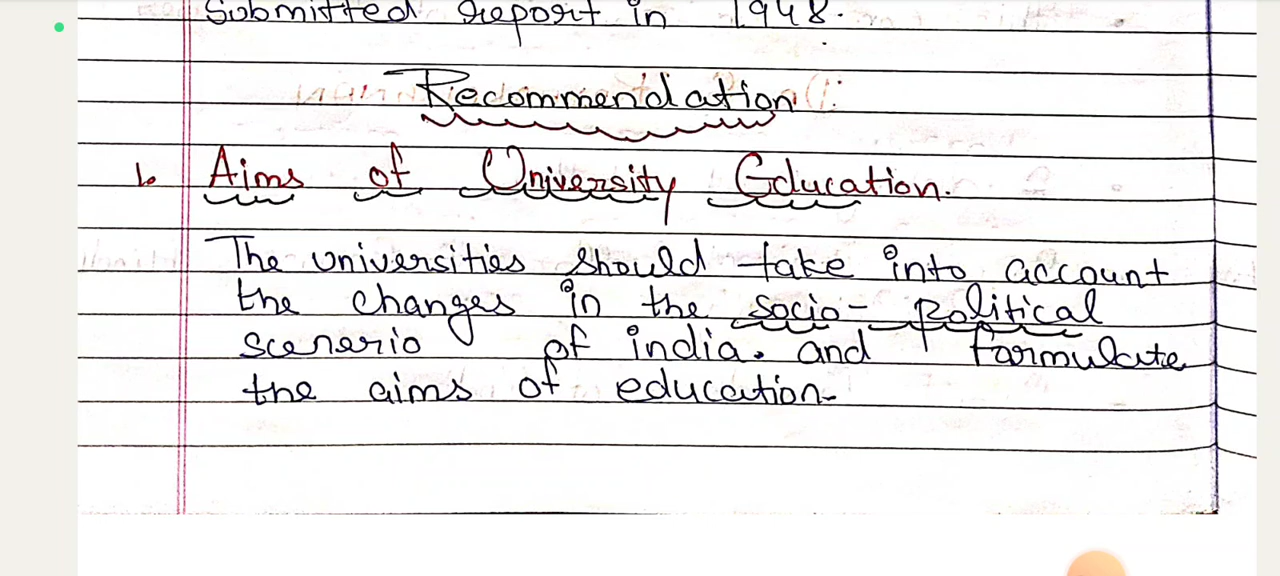 Submitted report in 1948.
Recommendation
1. Aims of University Education.
The universities should take into account
the changes in the socio- political
scenerio of india. and formulate
the aims of education.